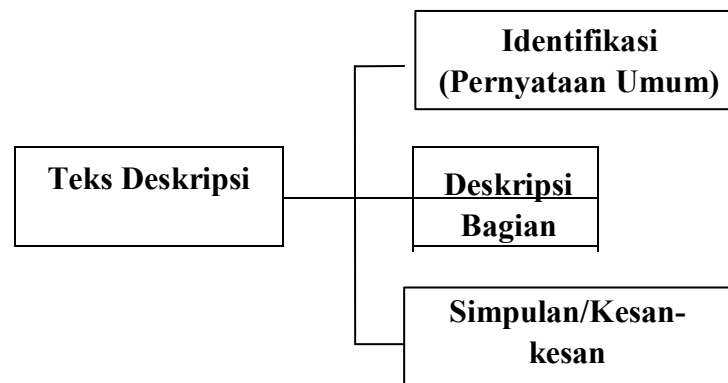 Identifikasi
(Pernyataan Umum)
Teks Deskripsi
Deskripsi
Bagian
Simpulan/Kesan-
kesan